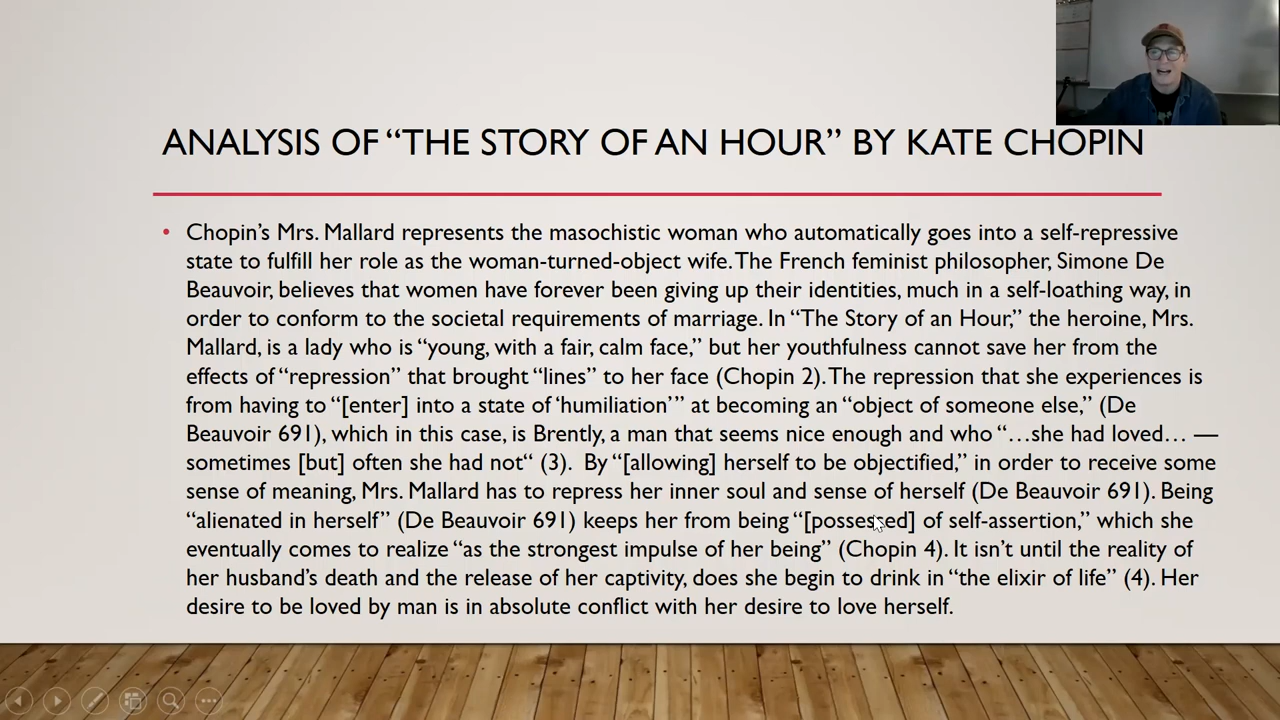 ANALYSIS OF “THE STORY OF AN HOUR” BY KATE CHOPIN
• Chopin’s Mrs. Mallard represents the masochistic woman who automatically goes into a self-repressive
state to fulfill her role as the woman-turned-object wife. The French feminist philosopher, Simone De
Beauvoir, believes that women have forever been giving up their identities, much in a self-loathing way, in
order to conform to the societal requirements of marriage. In “The Story of an Hour,” the heroine, Mrs.
Mallard, is a lady who is “young, with a fair, calm face,” but her youthfulness cannot save her from the
effects of “repression” that brought “lines” to her face (Chopin 2). The repression that she experiences is
from having to “[enter] into a state of ‘humiliation’” at becoming an “object of someone else,” (De
Beauvoir 691), which in this case, is Brently, a man that seems nice enough and who “…she had loved… —
sometimes [but] often she had not“ (3).  By “[allowing] herself to be objectified,” in order to receive some
sense of meaning, Mrs. Mallard has to repress her inner soul and sense of herself (De Beauvoir 691). Being
“alienated in herself” (De Beauvoir 691) keeps her from being “[possessed] of self-assertion,” which she
eventually comes to realize “as the strongest impulse of her being” (Chopin 4). It isn’t until the reality of
her husband’s death and the release of her captivity, does she begin to drink in “the elixir of life” (4). Her
desire to be loved by man is in absolute conflict with her desire to love herself.